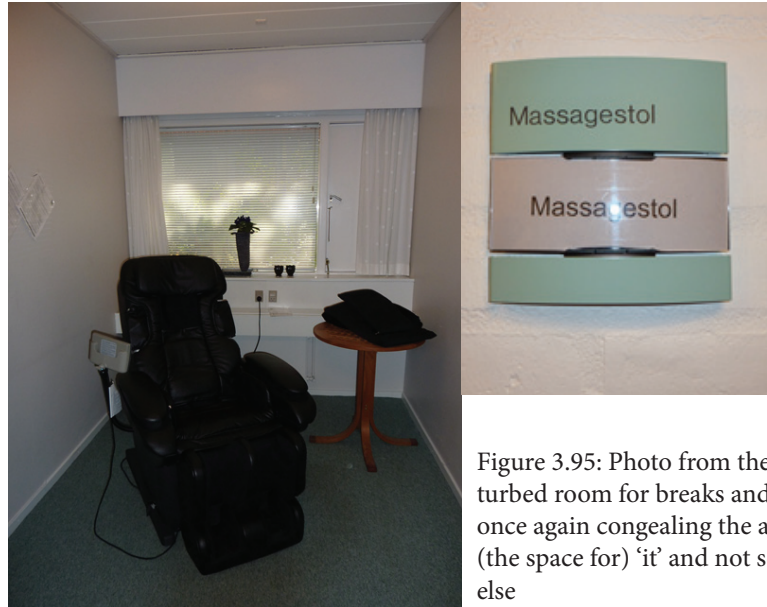 Massagestol
Massagestol
Figure 3.95: Photo from the
turbed room for breaks and
once again congealing the
(the space for) ‘it’ and not
else